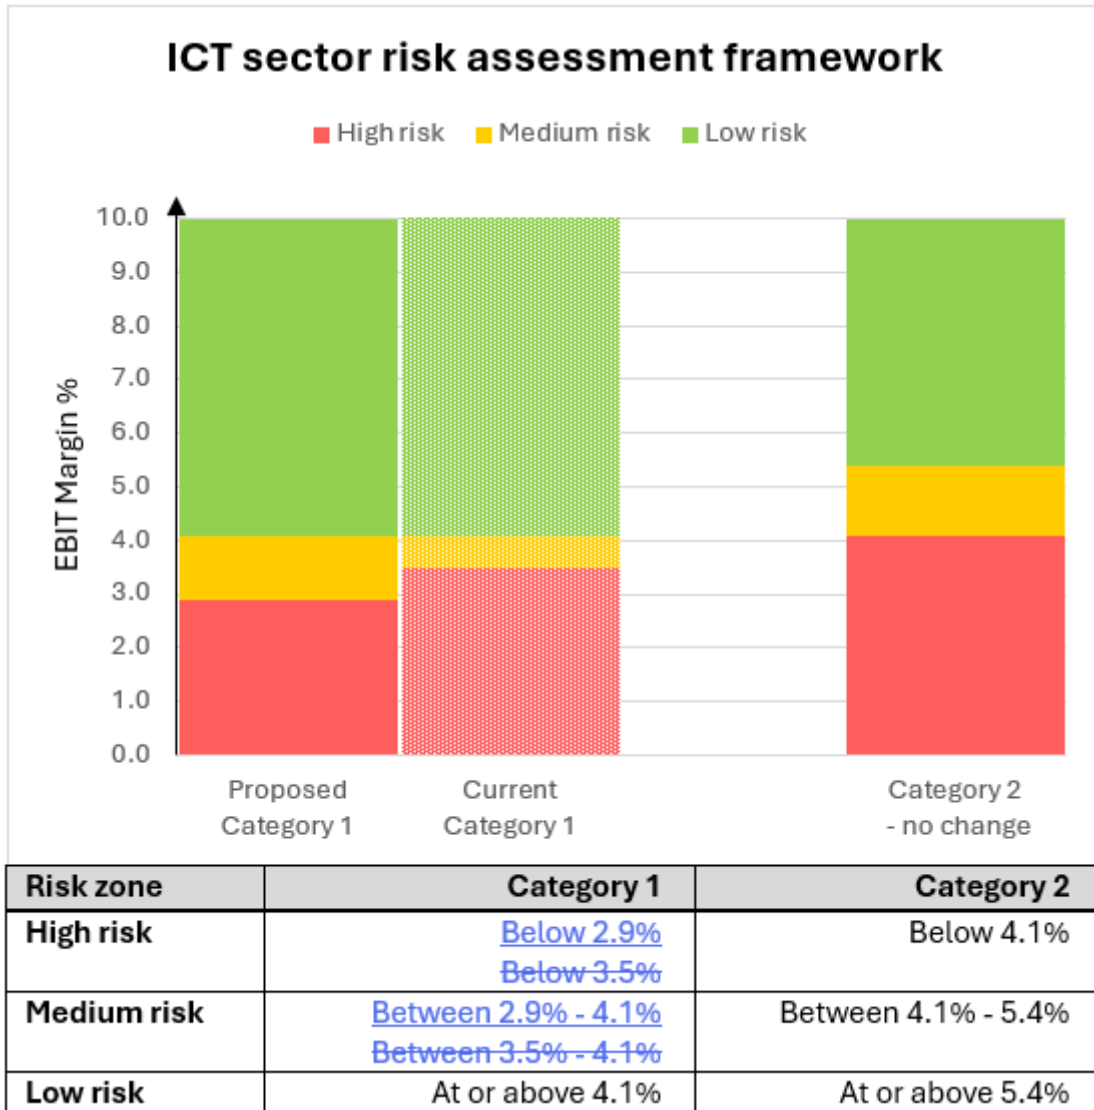 ICT sector risk assessment framework
High risk Medium risk Low risk
10.0
9.0
8.0
7.0
6.0
5.0
4.0
3.0
2.0
1.0
0.0
EBIT Margin %
Proposed Category 1
Current Category 1
Category 2 - no change
Risk zone Category 1 Category 2
High risk Below 2.9% Below 4.1%
Below 3.5%
Medium risk Between 2.9% - 4.1% Between 4.1% - 5.4%
Between 3.5% - 4.1%
Low risk At or above 4.1% At or above 5.4%